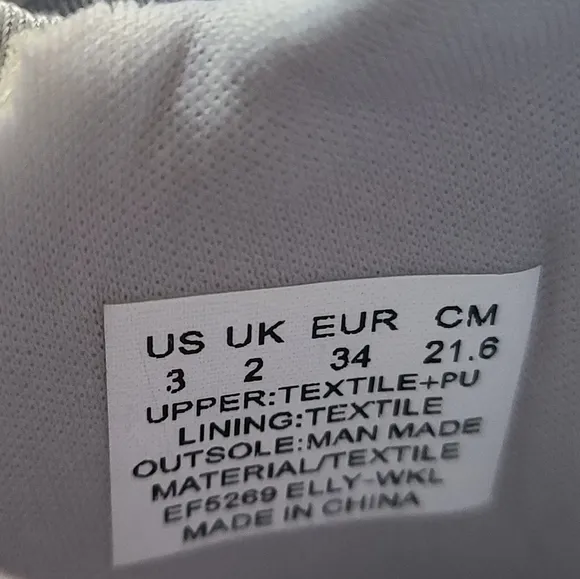 US UK EUR CM
3 2 34 21.6
UPPER:TEXTILE+PU
LINING:TEXTILE
OUTSOLE:MAN MADE
MATERIAL/TEXTILE
EF5269 ELLY-WKL
MADE IN CHINA